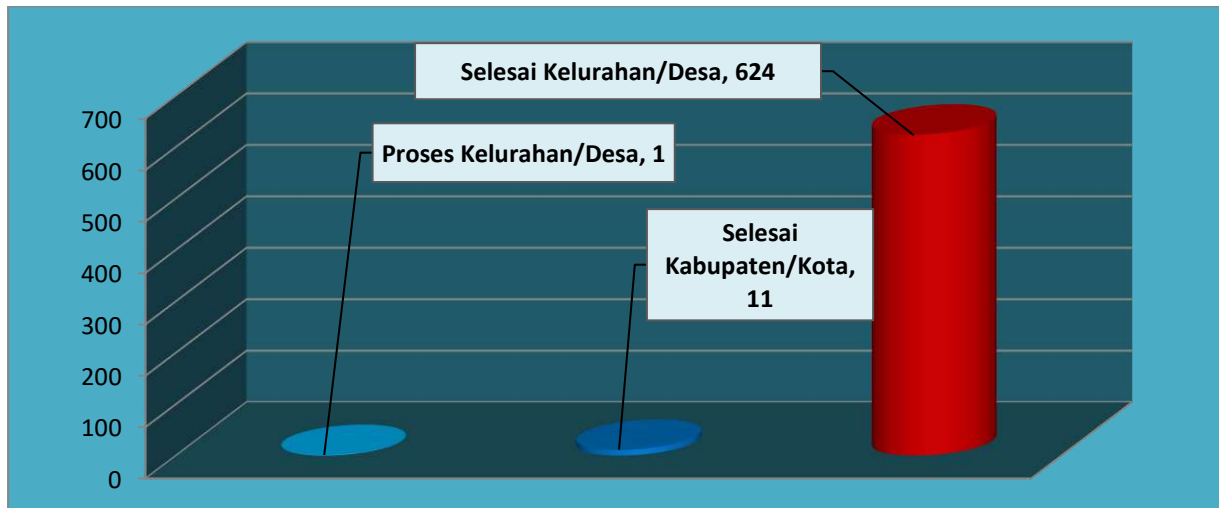 Selesai Kelurahan/Desa, 624
Proses Kelurahan/Desa, 1
Selesai
Kabupaten/Kota,
11
700
600
500
400
300
200
100
0